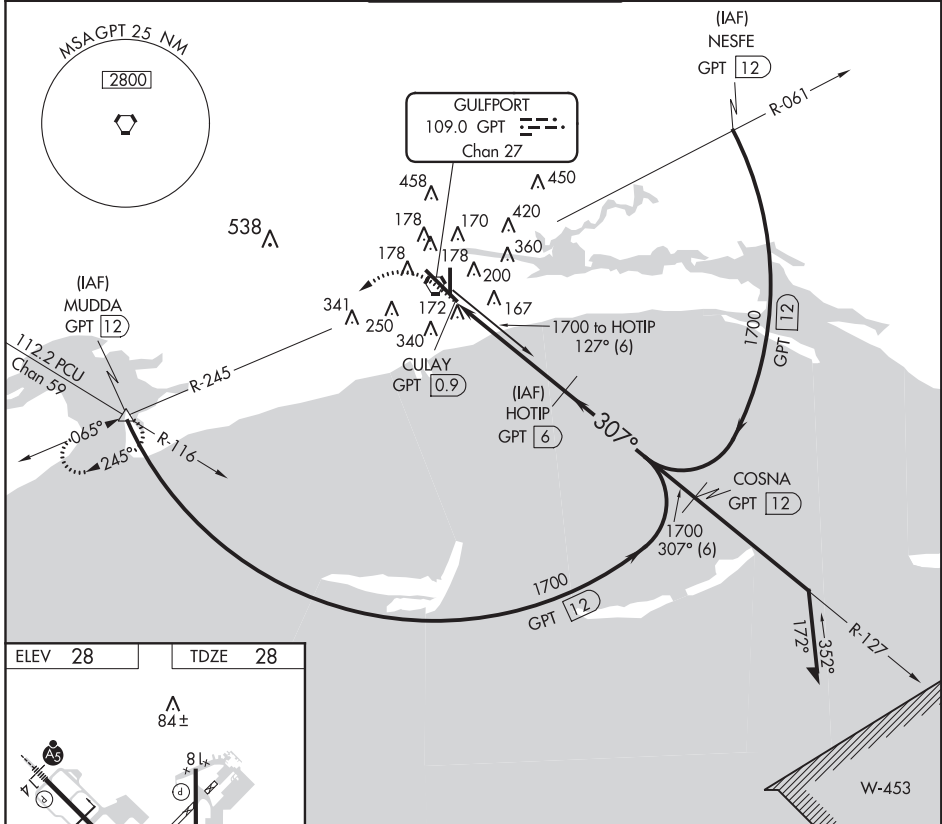 MSA GPT 25 NM
2800
(IAF)
NESFE
GPT 12
R-061
GULFPORT
109.0 GPT
Chan 27
458
450
538
178
170
420
178
178
360
200
341
250
172
167
340
(IAF)
MUDDA
GPT 12
112.2 PCU
Chan 59
R-245
CULAY
GPT 0.9
1700 to HOTIP
127° (6)
1700
GPT 12
(IAF)
HOTIP
GPT 6
307°
065°
245°
R-116
COSNA
GPT 12
1700
307° (6)
1700
GPT 12
172°
352°
R-127
W-453
ELEV 28
TDZE 28
84±
A5
14
P
18
P